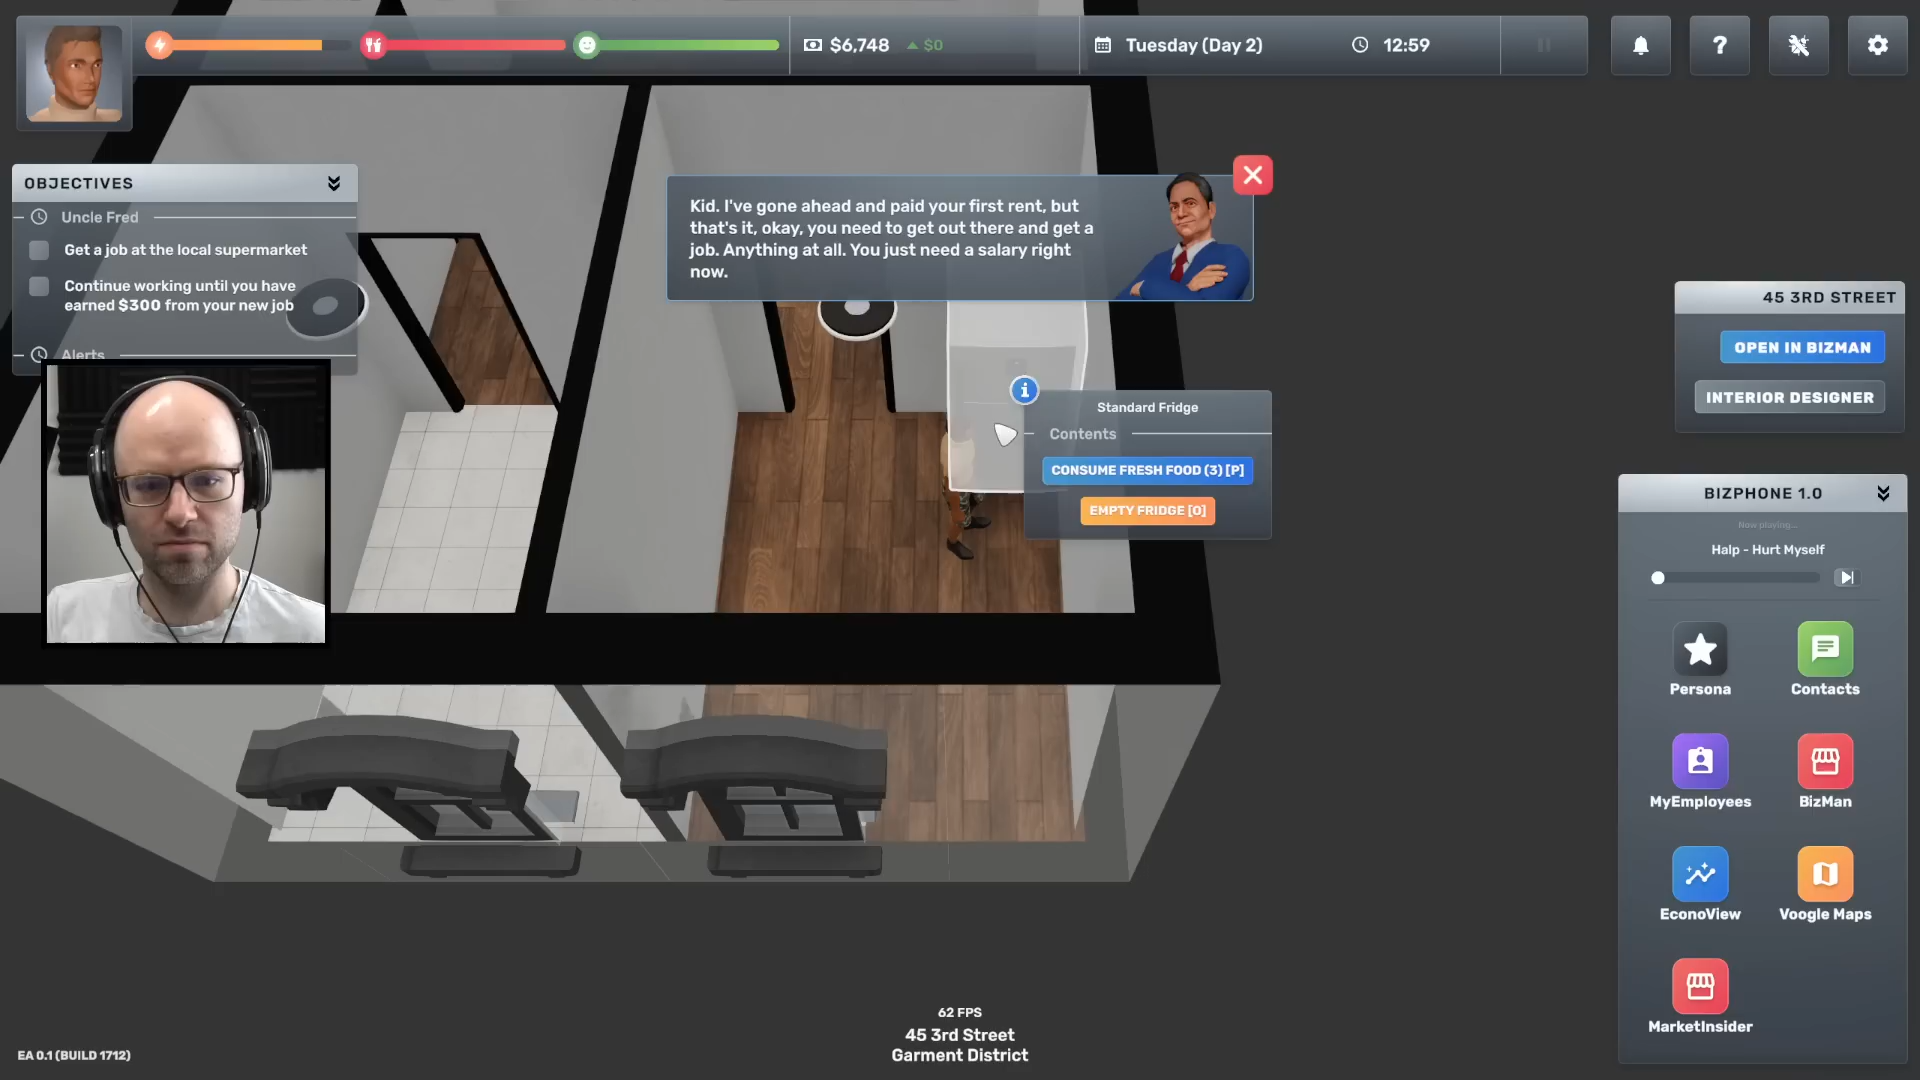 $6,748
$0
Tuesday (Day 2)
12:59
?
OBJECTIVES
Uncle Fred
Get a job at the local supermarket
Continue working until you have
earned $300 from your new job
Alerts
Kid. I've gone ahead and paid your first rent, but
that's it, okay, you need to get out there and get a
job. Anything at all. You just need a salary right
now.
i
Standard Fridge
Contents
CONSUME FRESH FOOD (3) [P]
EMPTY FRIDGE [O]
45 3RD STREET
OPEN IN BIZMAN
INTERIOR DESIGNER
BIZPHONE 1.0
Now playing...
Halp - Hurt Myself
Persona
Contacts
MyEmployees
BizMan
EconoView
Voogle Maps
MarketInsider
62 FPS
45 3rd Street
Garment District
EA 0.1 (BUILD 1712)